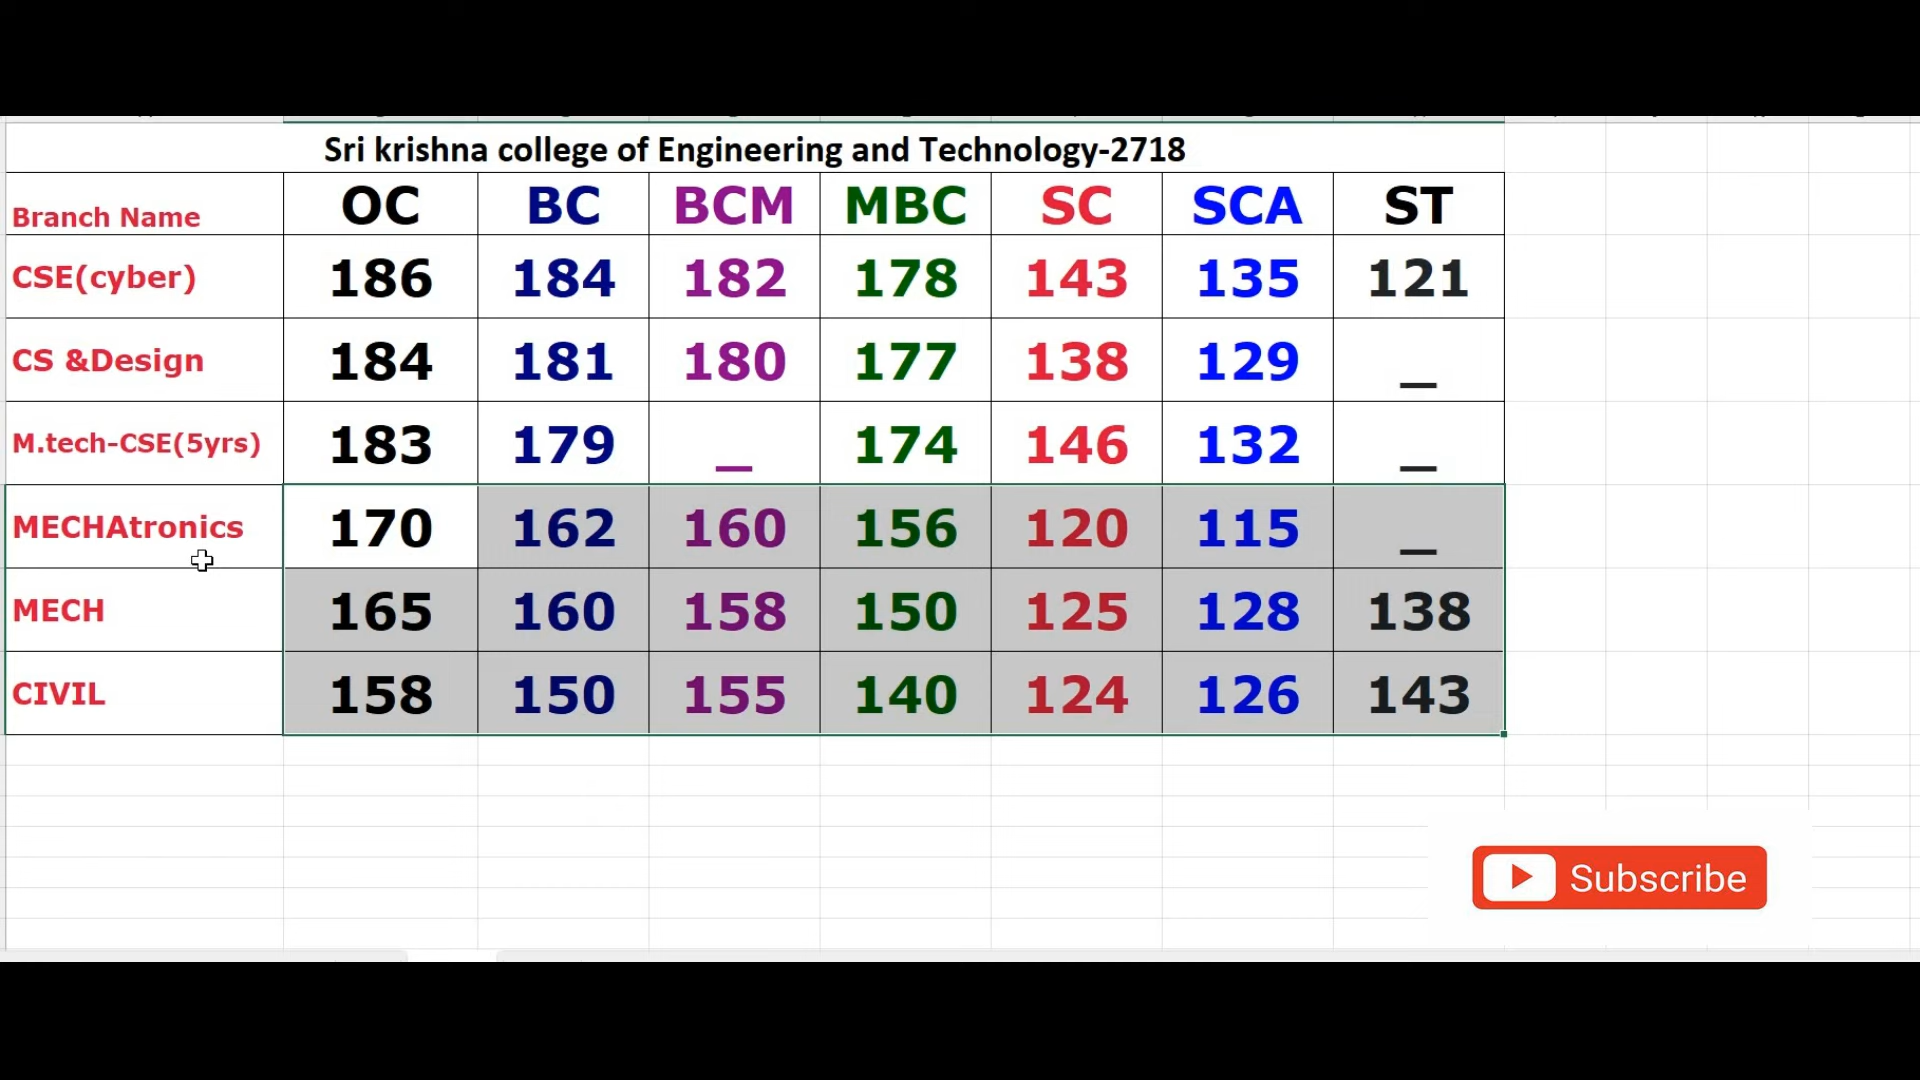 Sri krishna college of Engineering and Technology-2718
Branch Name OC BC BCM MBC SC SCA ST
CSE(cyber) 186 184 182 178 143 135 121
CS &Design 184 181 180 177 138 129 _
M.tech-CSE(5yrs) 183 179 _ 174 146 132 _
MECHAtronics 170 162 160 156 120 115 _
MECH 165 160 158 150 125 128 138
CIVIL 158 150 155 140 124 126 143
Subscribe